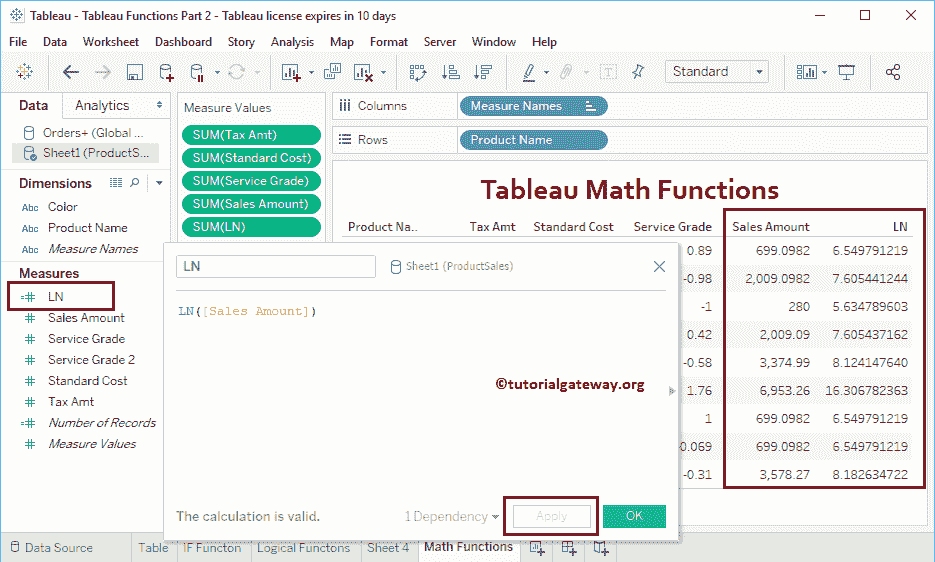 Tableau - Tableau Functions Part 2 - Tableau license expires in 10 days
File Data Worksheet Dashboard Story Analysis Map Format Server Window Help
Standard
Data Analytics
Orders+ (Global ...
Sheet1 (ProductS...
Dimensions
Abc Color
Abc Product Name
Abc Measure Names
Measures
LN
Sales Amount
Service Grade
Service Grade 2
Standard Cost
Tax Amt
Number of Records
Measure Values
Measure Values
SUM(Tax Amt)
SUM(Standard Cost)
SUM(Service Grade)
SUM(Sales Amount)
SUM(LN)
Columns Measure Names
Rows Product Name
Tableau Math Functions
Product Na.. Tax Amt Standard Cost Service Grade Sales Amount LN
0.89 699.0982 6.549791219
-0.98 2,009.0982 7.605441244
-1 280 5.634789603
0.42 2,009.09 7.605437162
-0.58 3,374.99 8.124147640
1.76 6,953.26 16.306782363
1 699.0982 6.549791219
-0.069 699.0982 6.549791219
-0.31 3,578.27 8.182634722
LN Sheet1 (ProductSales)
LN([Sales Amount])
©tutorialgateway.org
The calculation is valid. 1 Dependency Apply OK
Data Source Table IF Functon Logical Functons Sheet 4 Math Functions